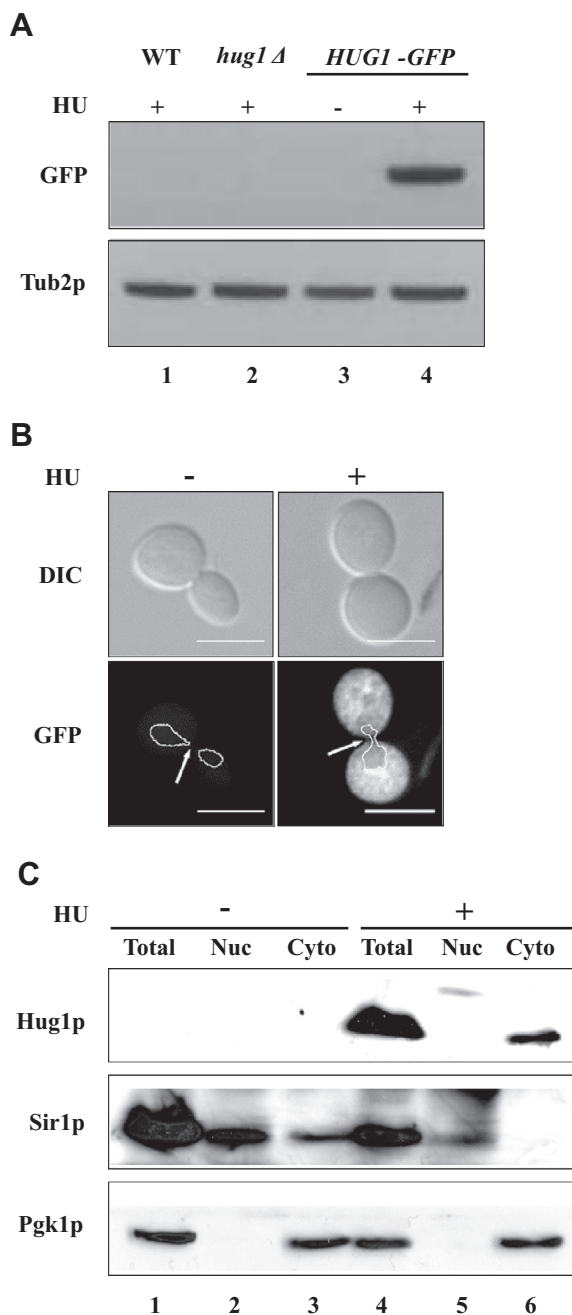 A
WT hug1 Δ HUG1 -GFP
HU + + - +
GFP
Tub2p
1 2 3 4
B
HU - +
DIC
GFP
C
HU - +
Total Nuc Cyto Total Nuc Cyto
Hug1p
Sir1p
Pgk1p
1 2 3 4 5 6